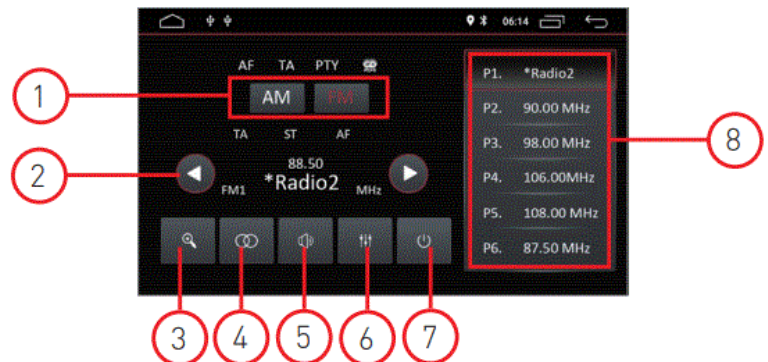 06:14
AF TA PTY
1
AM FM
TA ST AF
2
88.50
FM1 *Radio2 MHz
P1. *Radio2
P2. 90.00 MHz
P3. 98.00 MHz
P4. 106.00MHz
P5. 108.00 MHz
P6. 87.50 MHz
8
3 4 5 6 7